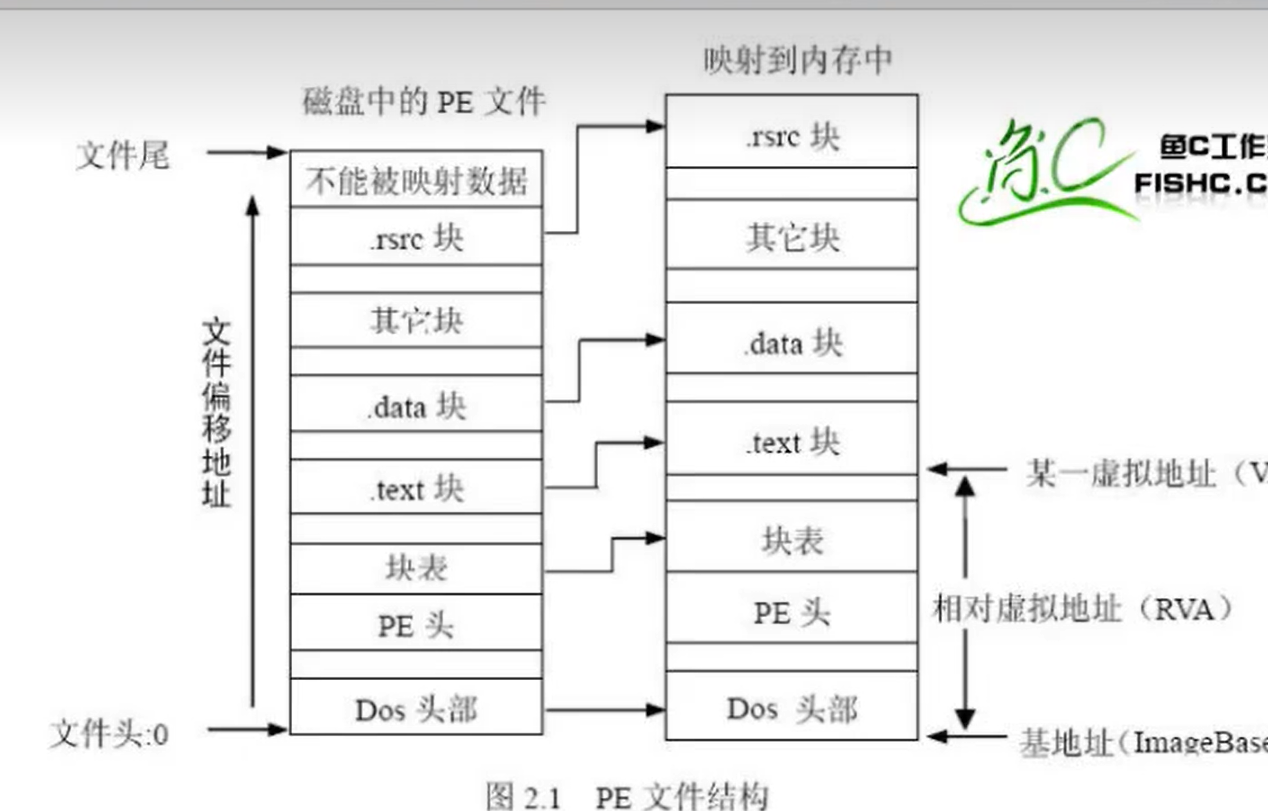 映射到内存中
磁盘中的 PE 文件
文件尾
不能被映射数据
.rsrc 块
其它块
.data 块
.text 块
块表
PE 头
Dos 头部
文件头:0
文件偏移地址
.rsrc 块
其它块
.data 块
.text 块
块表
PE 头
Dos 头部
鱼C工作
FISHC.C
某一虚拟地址（V
相对虚拟地址（RVA）
基地址（ImageBase
图 2.1 PE 文件结构